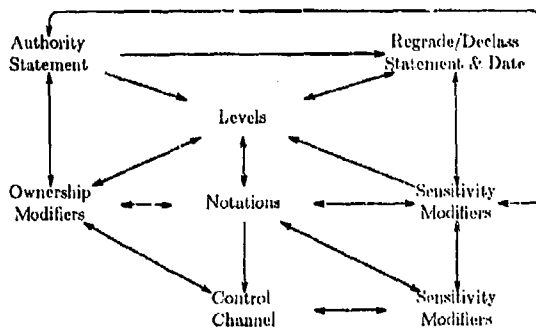 Authority
Statement
Regrade/Declass
Statement & Date
Levels
Ownership
Modifiers
Notations
Sensitivity
Modifiers
Control
Channel
Sensitivity
Modifiers